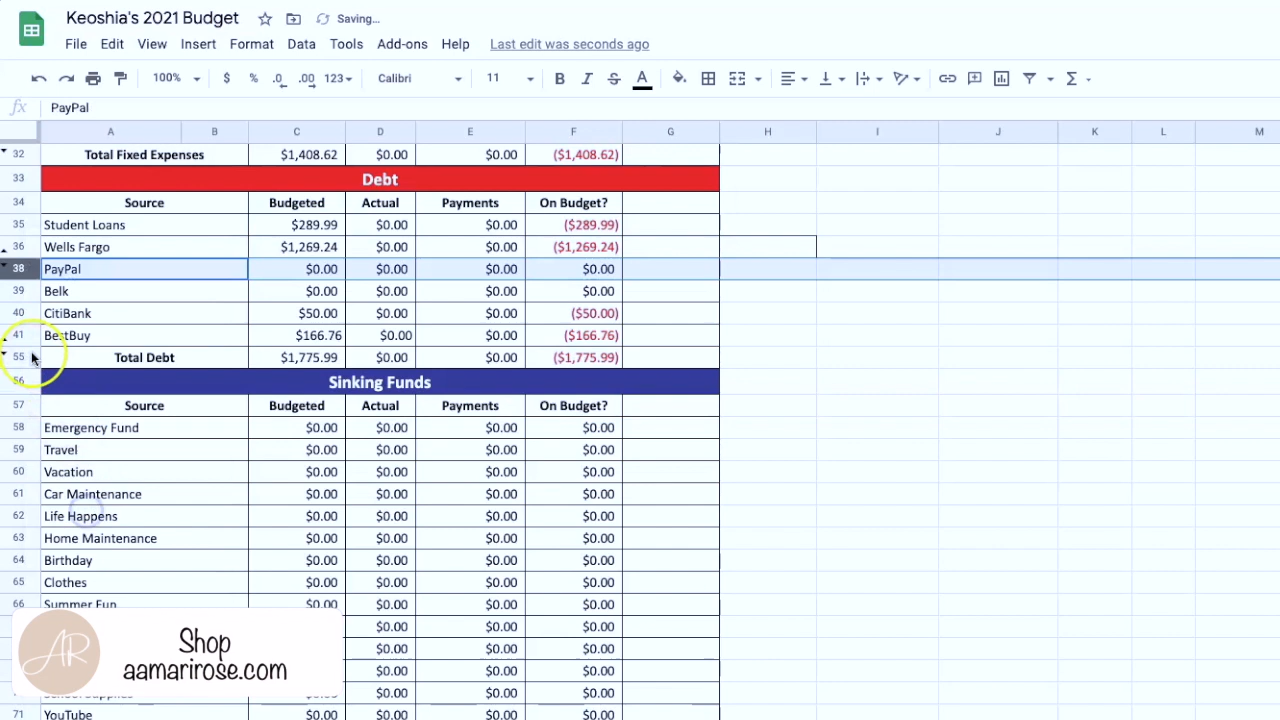 Keoshia's 2021 Budget Saving…
File Edit View Insert Format Data Tools Add-ons Help Last edit was seconds ago
100% $ % .0 .00 123 Calibri 11 B I S A
fx PayPal
A B C D E F G H I J K L M
32 Total Fixed Expenses $1,408.62 $0.00 $0.00 ($1,408.62)
33 Debt
34 Source Budgeted Actual Payments On Budget?
35 Student Loans $289.99 $0.00 $0.00 ($289.99)
36 Wells Fargo $1,269.24 $0.00 $0.00 ($1,269.24)
38 PayPal $0.00 $0.00 $0.00 $0.00
39 Belk $0.00 $0.00 $0.00 $0.00
40 CitiBank $50.00 $0.00 $0.00 ($50.00)
41 BestBuy $166.76 $0.00 ($166.76)
55 Total Debt $1,775.99 $0.00 $0.00 ($1,775.99)
56 Sinking Funds
57 Source Budgeted Actual Payments On Budget?
58 Emergency Fund $0.00 $0.00 $0.00 $0.00
59 Travel $0.00 $0.00 $0.00 $0.00
60 Vacation $0.00 $0.00 $0.00 $0.00
61 Car Maintenance $0.00 $0.00 $0.00 $0.00
62 Life Happens $0.00 $0.00 $0.00 $0.00
63 Home Maintenance $0.00 $0.00 $0.00 $0.00
64 Birthday $0.00 $0.00 $0.00 $0.00
65 Clothes $0.00 $0.00 $0.00 $0.00
66 Summer Fun $0.00 $0.00 $0.00 $0.00
$0.00 $0.00 $0.00
$0.00 $0.00 $0.00
$0.00 $0.00 $0.00
$0.00 $0.00 $0.00
71 YouTube $0.00 $0.00 $0.00 $0.00
AR
Shop
aamarirose.com